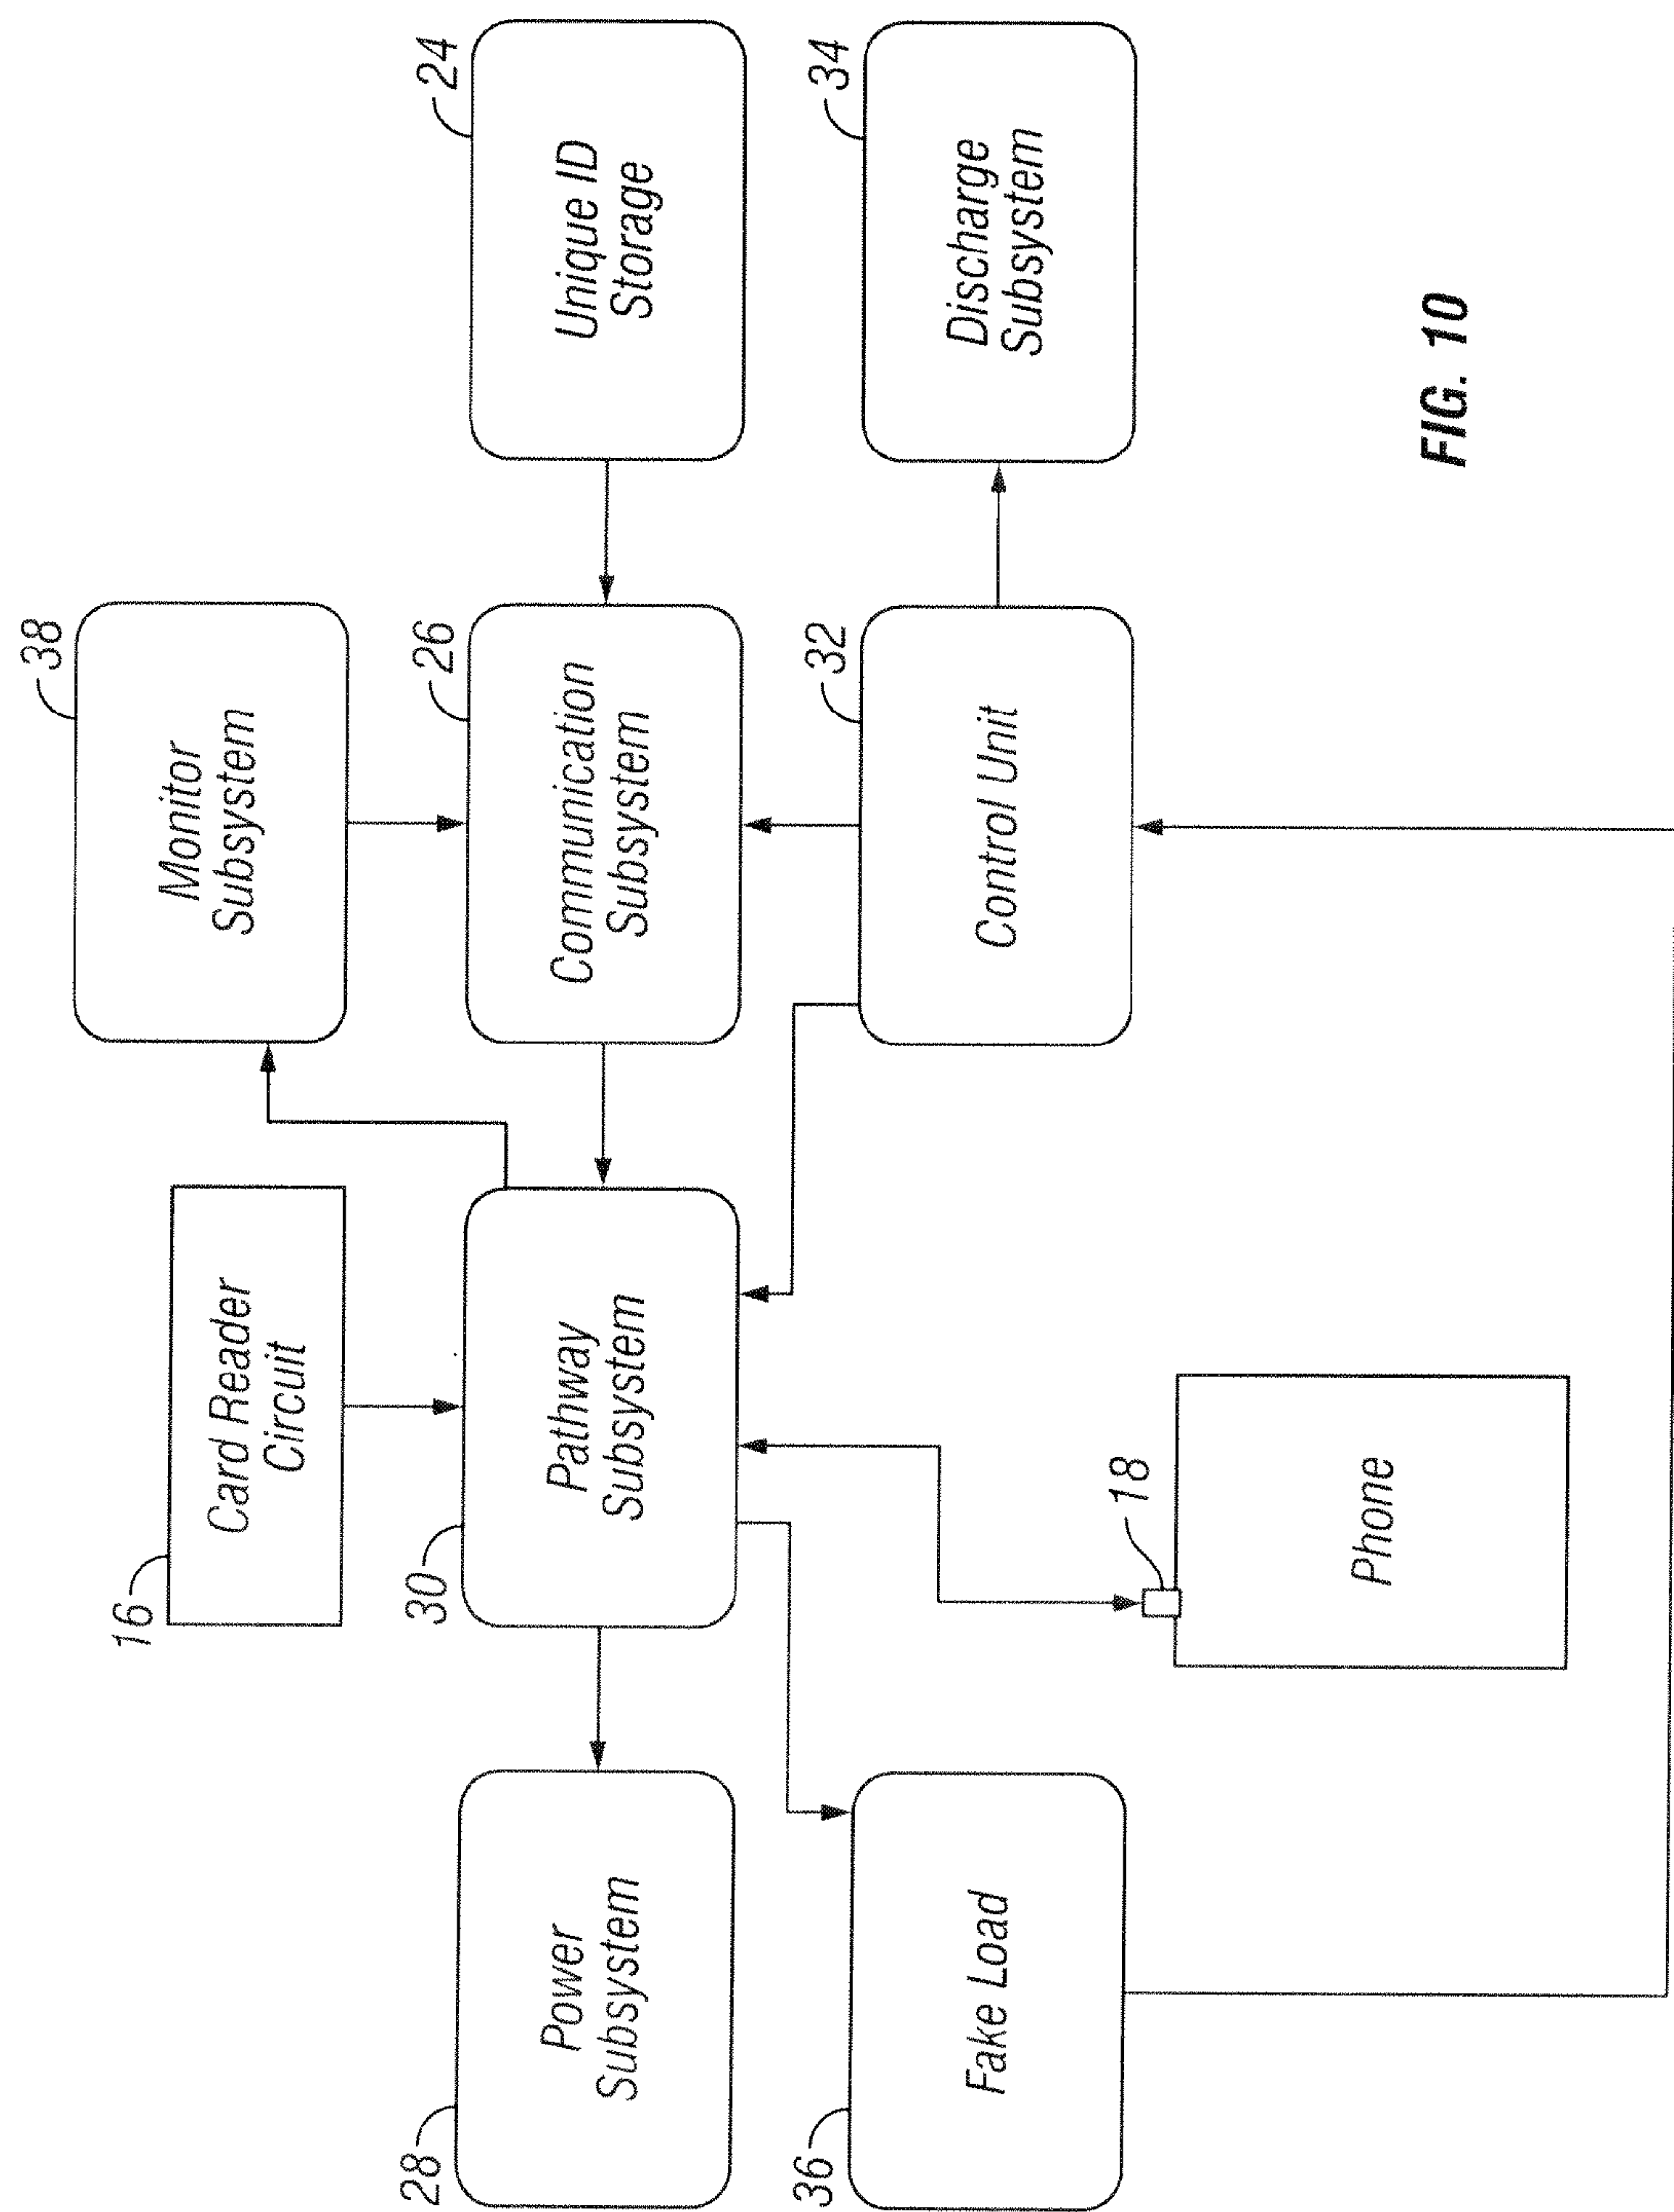 38
Monitor
Subsystem
16
Card Reader
Circuit
28
Power
Subsystem
30
Pathway
Subsystem
26
Communication
Subsystem
24
Unique ID
Storage
36
Fake Load
32
Control Unit
34
Discharge
Subsystem
18
Phone
FIG. 10